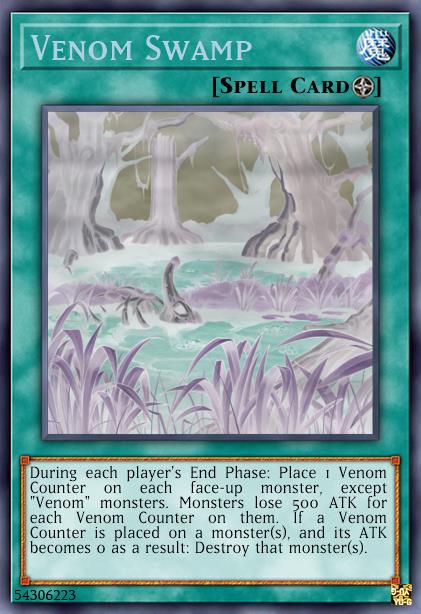 Venom Swamp
魔
[Spell Card]
During each player's End Phase: Place 1 Venom
Counter on each face-up monster, except
"Venom" monsters. Monsters lose 500 ATK for
each Venom Counter on them. If a Venom
Counter is placed on a monster(s), and its ATK
becomes 0 as a result: Destroy that monster(s).
54306223